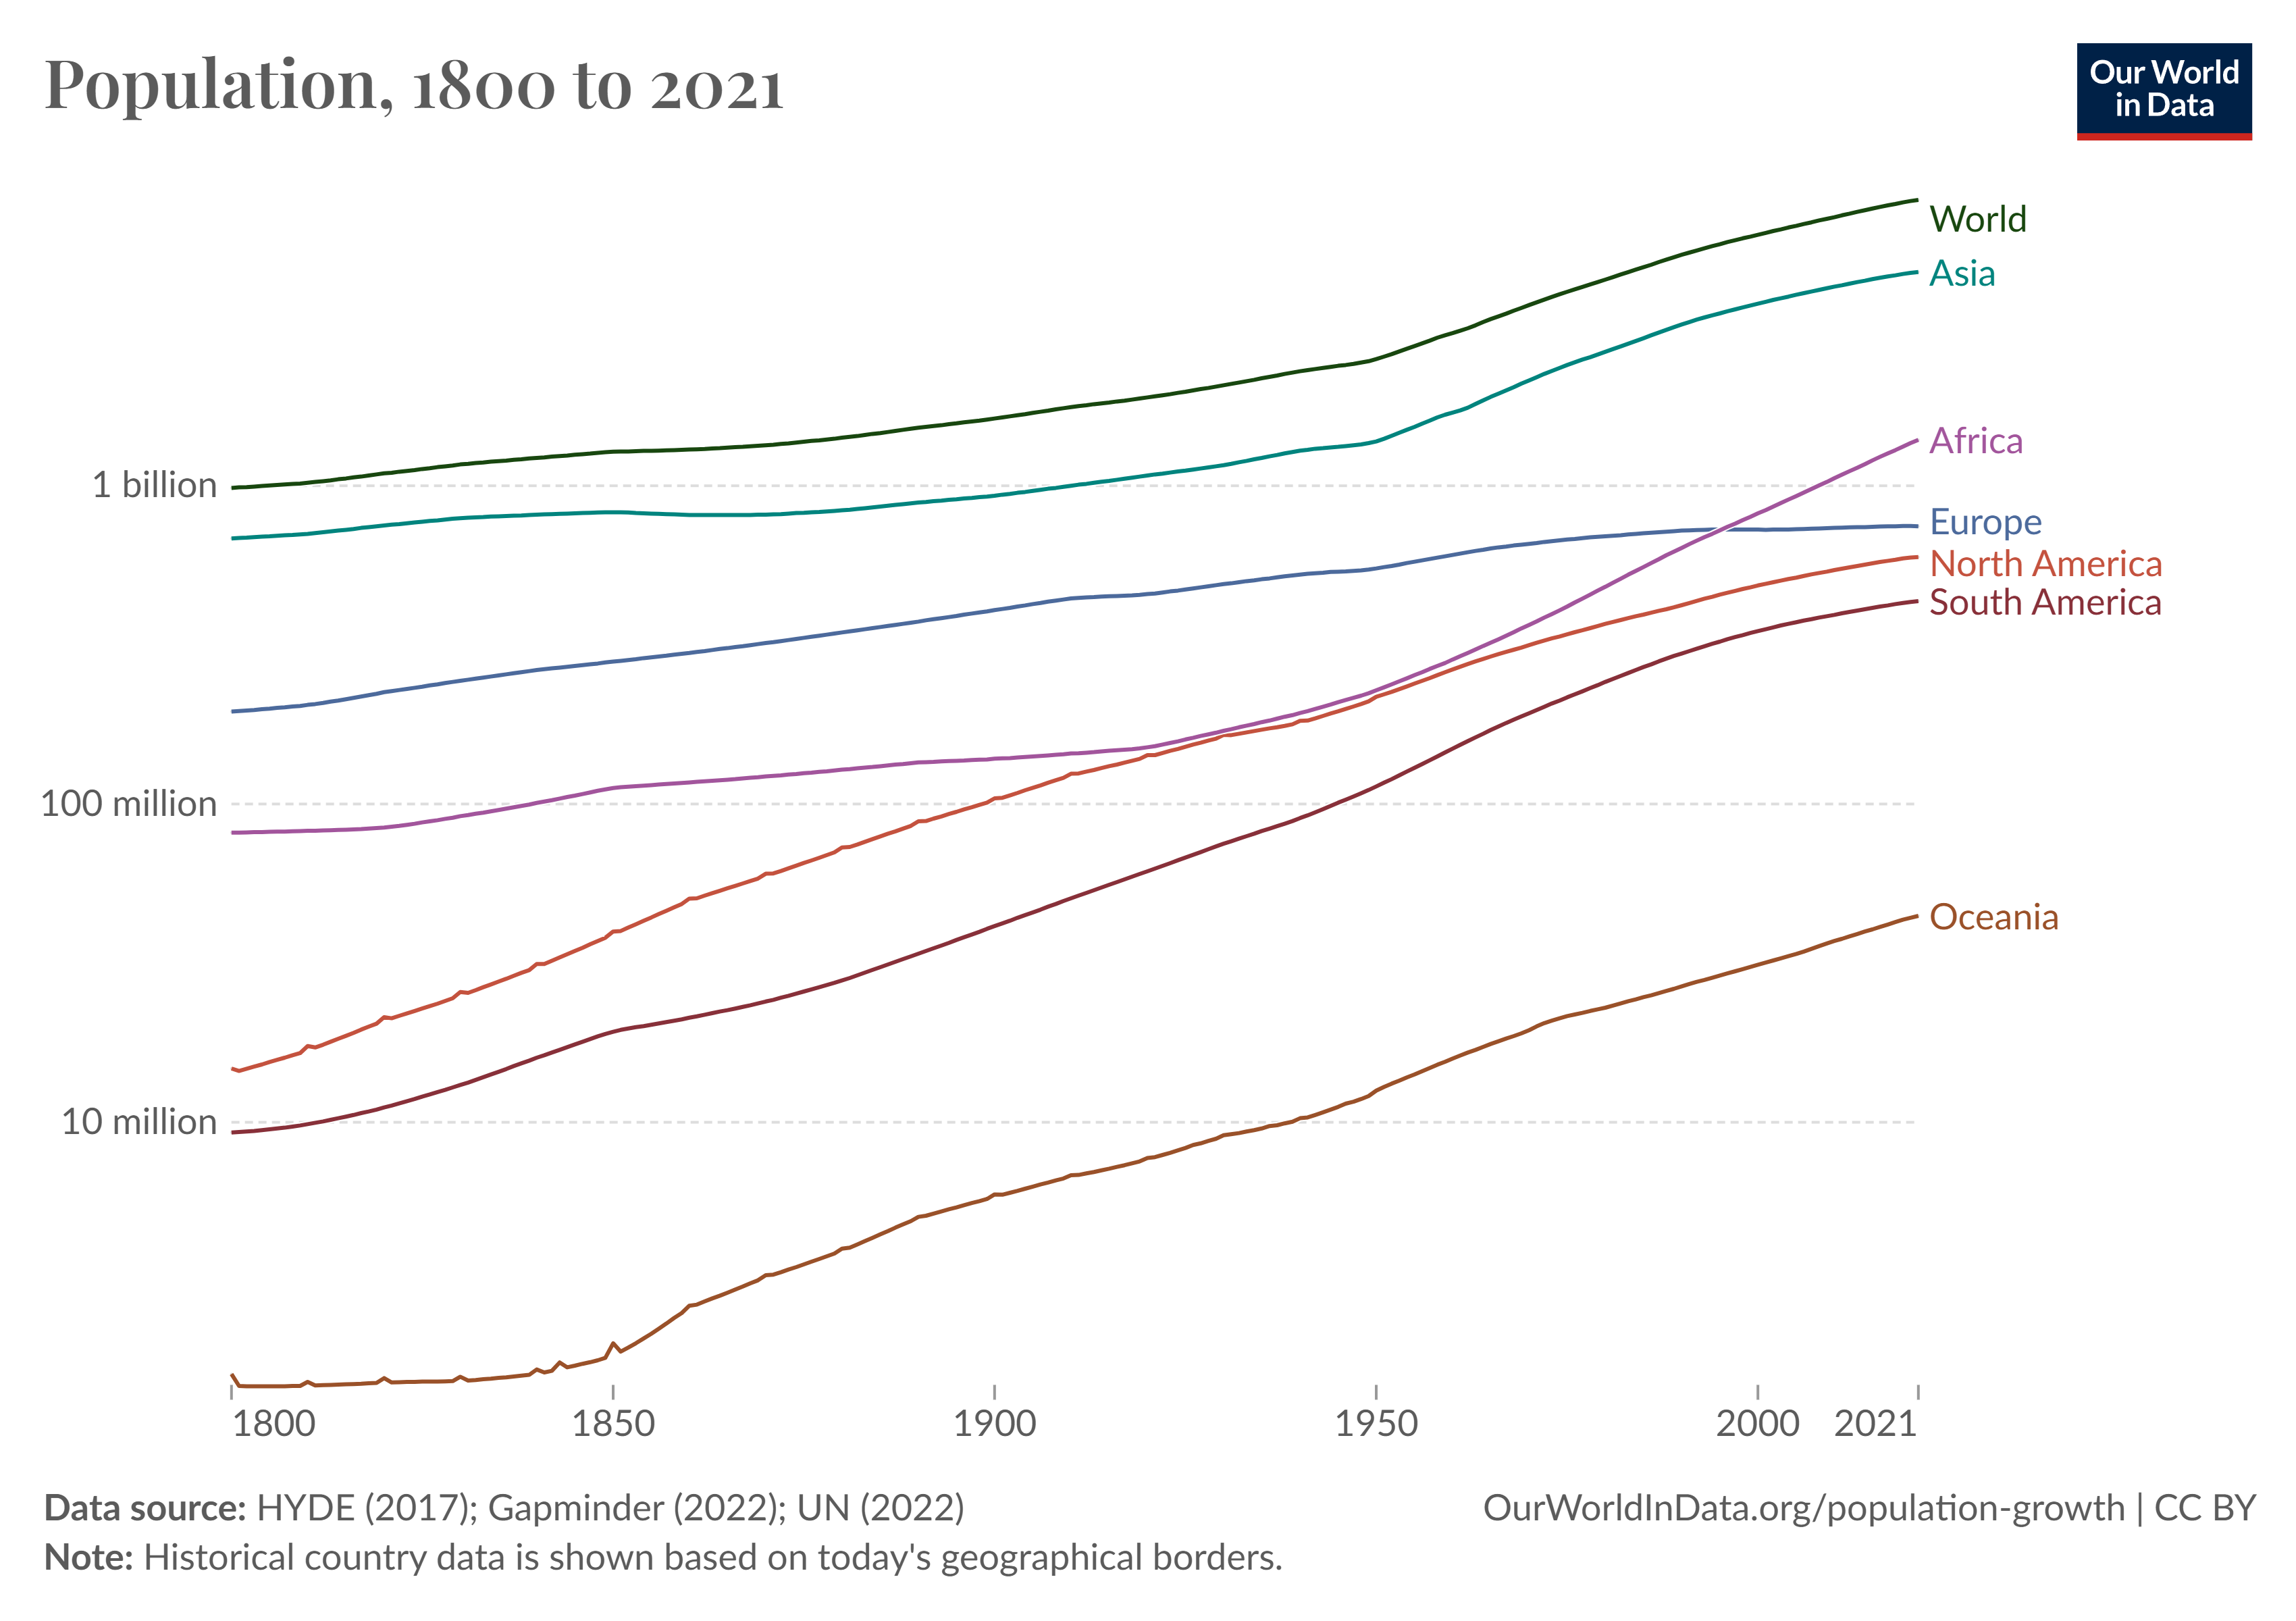 Population, 1800 to 2021
Our World
in Data
World
Asia
Africa
Europe
North America
South America
Oceania
1 billion
100 million
10 million
1800
1850
1900
1950
2000
2021
Data source: HYDE (2017); Gapminder (2022); UN (2022)
OurWorldInData.org/population-growth | CC BY
Note: Historical country data is shown based on today's geographical borders.